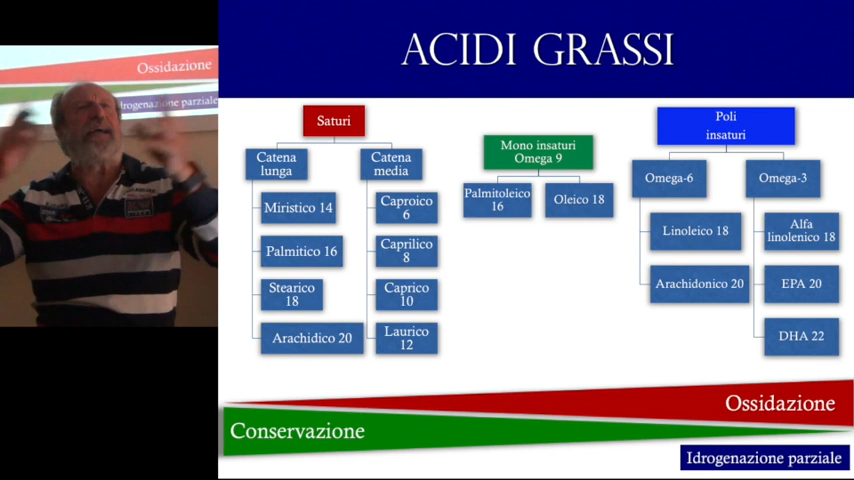 Ossidazione
Idrogenazione parziale
ACIDI GRASSI
Saturi
Catena
lunga
Miristico 14
Palmitico 16
Stearico
18
Arachidico 20
Catena
media
Caproico
6
Caprilico
8
Caprico
10
Laurico
12
Mono insaturi
Omega 9
Palmitoleico
16
Oleico 18
Poli
insaturi
Omega-6
Linoleico 18
Arachidonico 20
Omega-3
Alfa
linolenico 18
EPA 20
DHA 22
Ossidazione
Conservazione
Idrogenazione parziale